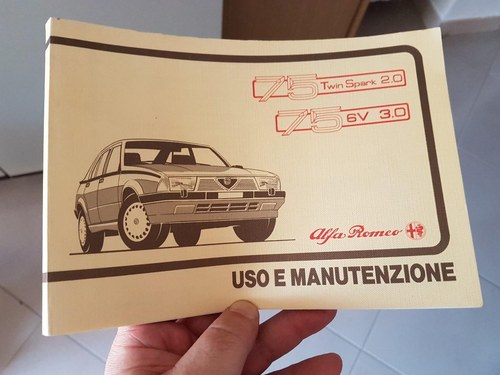 75 Twin Spark 2.0
75 6V 3.0
Alfa Romeo
USO E MANUTENZIONE